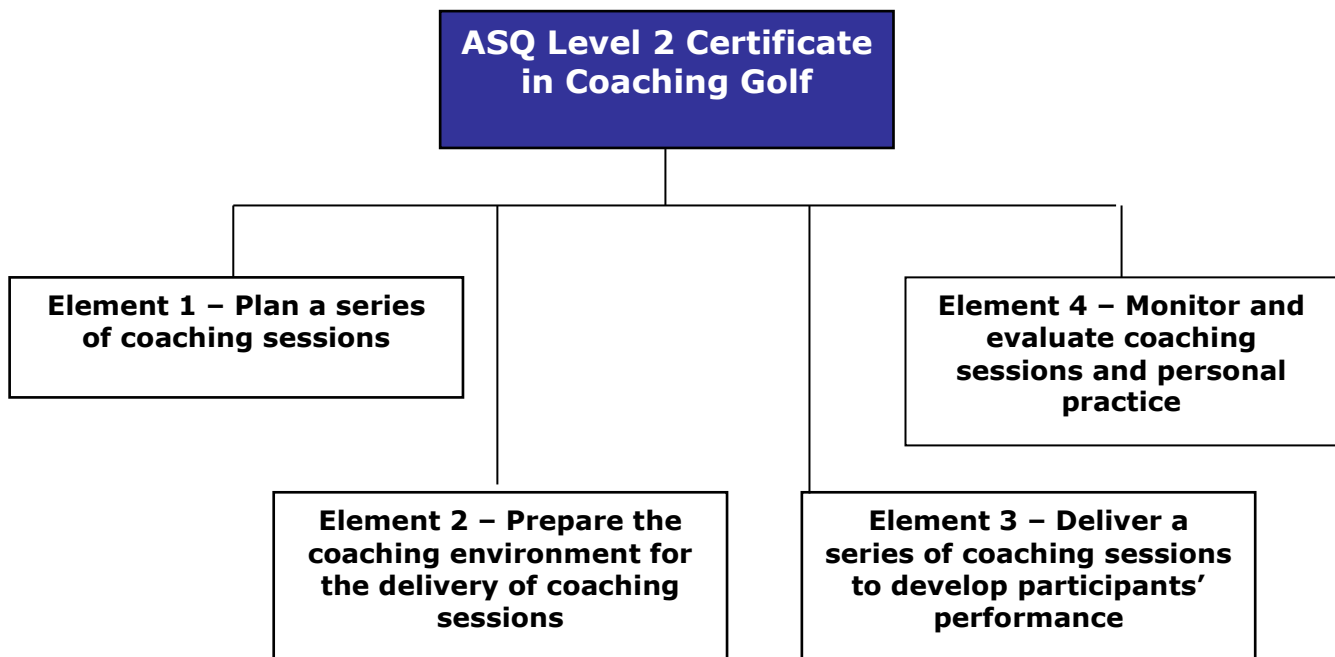 ASQ Level 2 Certificate
in Coaching Golf
Element 1 – Plan a series
of coaching sessions
Element 4 – Monitor and
evaluate coaching
sessions and personal
practice
Element 2 – Prepare the
coaching environment for
the delivery of coaching
sessions
Element 3 – Deliver a
series of coaching sessions
to develop participants’
performance